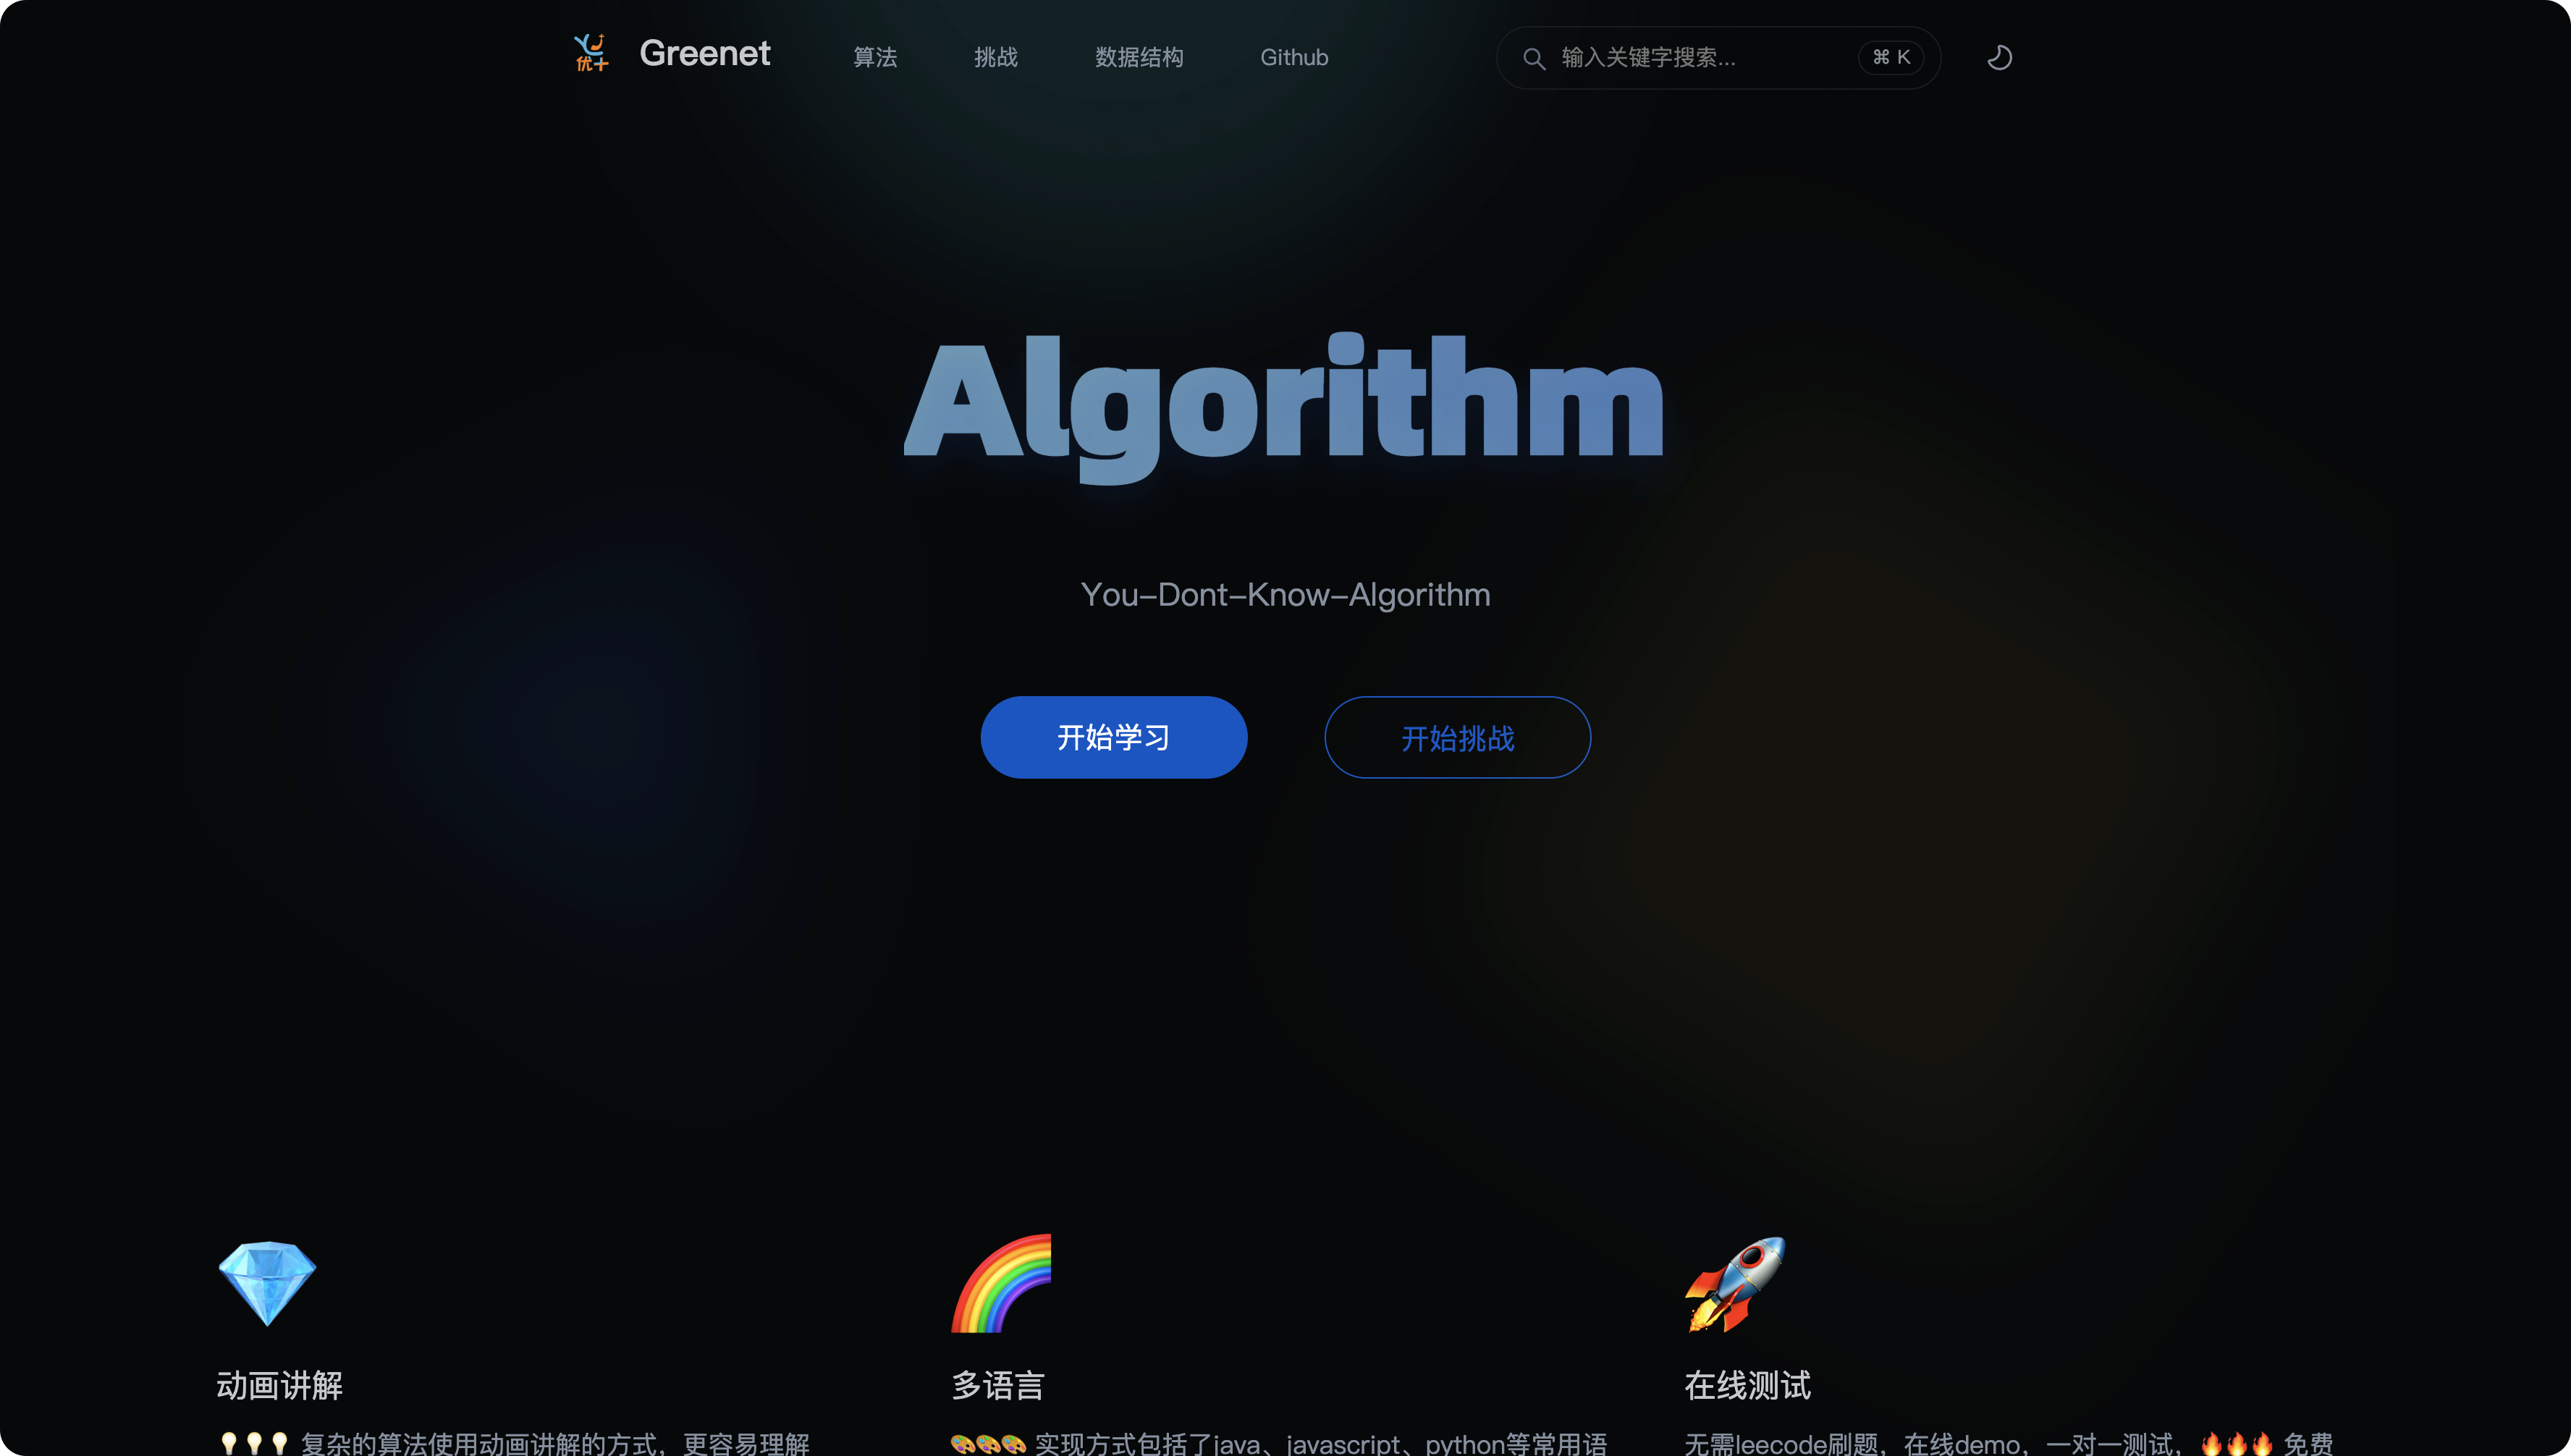 优十
Greenet
算法
挑战
数据结构
Github
输入关键字搜索...
⌘ K
Algorithm
You-Dont-Know-Algorithm
开始学习
开始挑战
动画讲解
💡💡💡 复杂的算法使用动画讲解的方式，更容易理解
多语言
🎨🎨🎨 实现方式包括了java、javascript、python等常用语
在线测试
无需leecode刷题，在线demo，一对一测试，🔥🔥🔥 免费